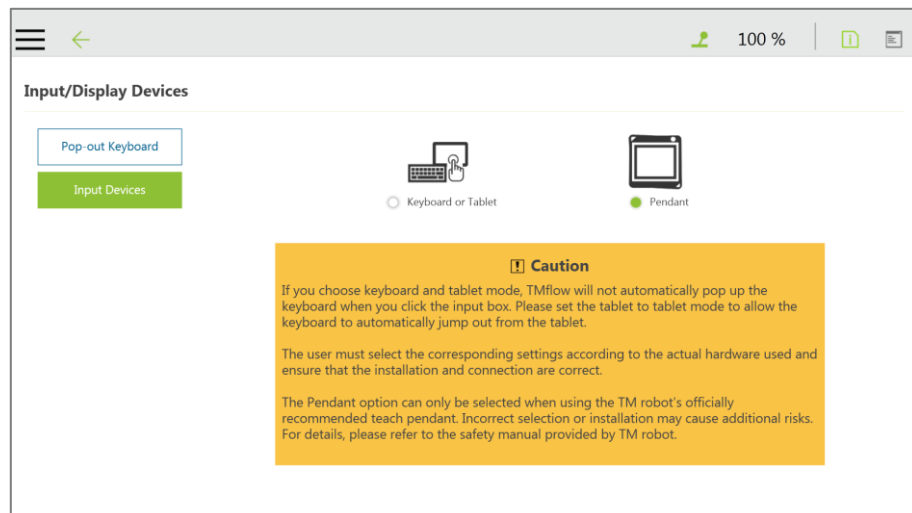 100 %
Input/Display Devices
Pop-out Keyboard
Input Devices
Keyboard or Tablet
Pendant
Caution
If you choose keyboard and tablet mode, TMflow will not automatically pop up the
keyboard when you click the input box. Please set the tablet to tablet mode to allow the
keyboard to automatically jump out from the tablet.
The user must select the corresponding settings according to the actual hardware used and
ensure that the installation and connection are correct.
The Pendant option can only be selected when using the TM robot's officially
recommended teach pendant. Incorrect selection or installation may cause additional risks.
For details, please refer to the safety manual provided by TM robot.